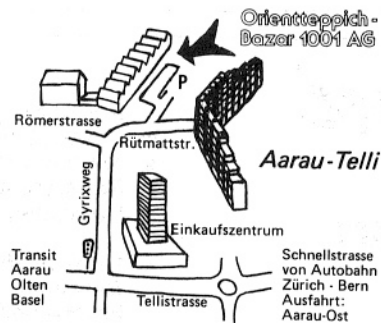 Orientteppich-
Bazar 1001 AG
P
Römerstrasse
Rütmattstr.
Aarau-Telli
Gyrixweg
Einkaufszentrum
Transit
Aarau
Olten
Basel
Schnellstrasse
von Autobahn
Zürich - Bern
Ausfahrt:
Aarau-Ost
Tellistrasse